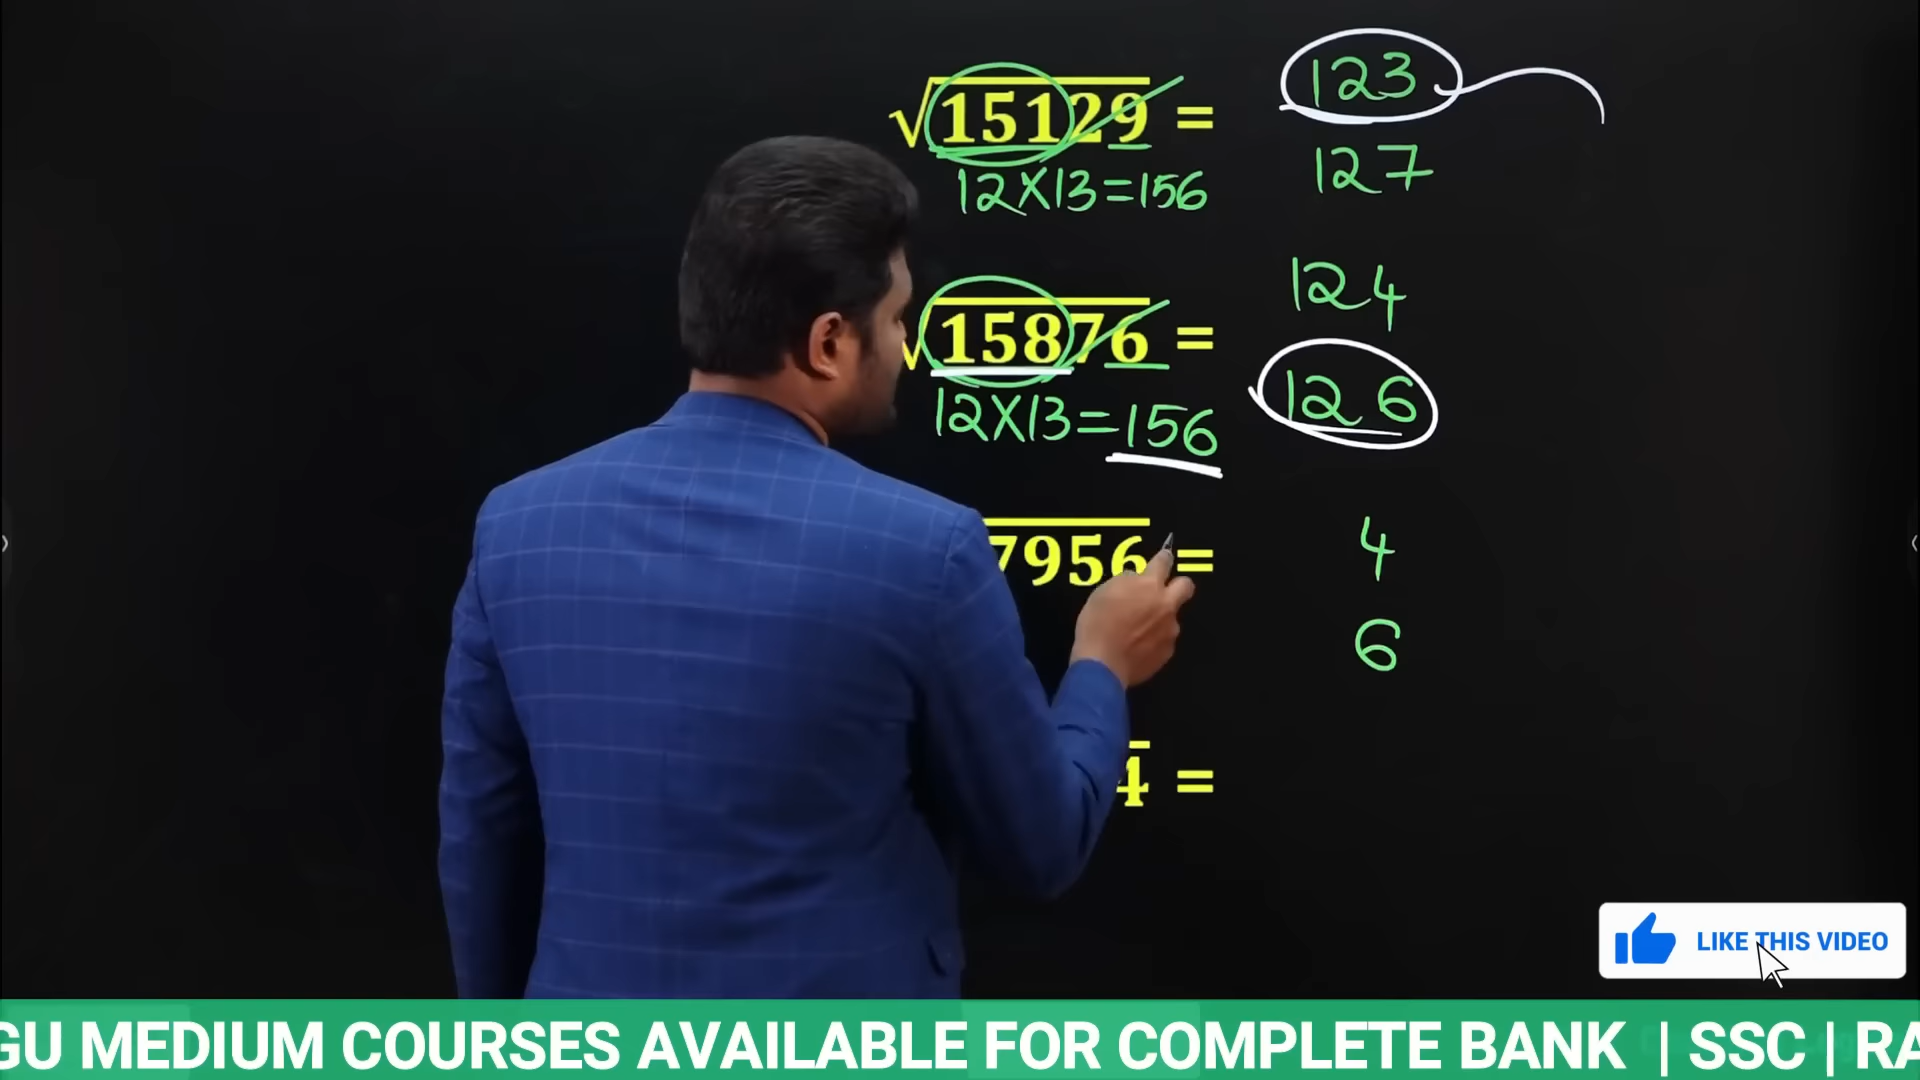 √15129 = 123
12X13=156 127
124
√15876 =
126
12X13=156
7956 = 4
6
4 =
LIKE THIS VIDEO
GU MEDIUM COURSES AVAILABLE FOR COMPLETE BANK | SSC | RA